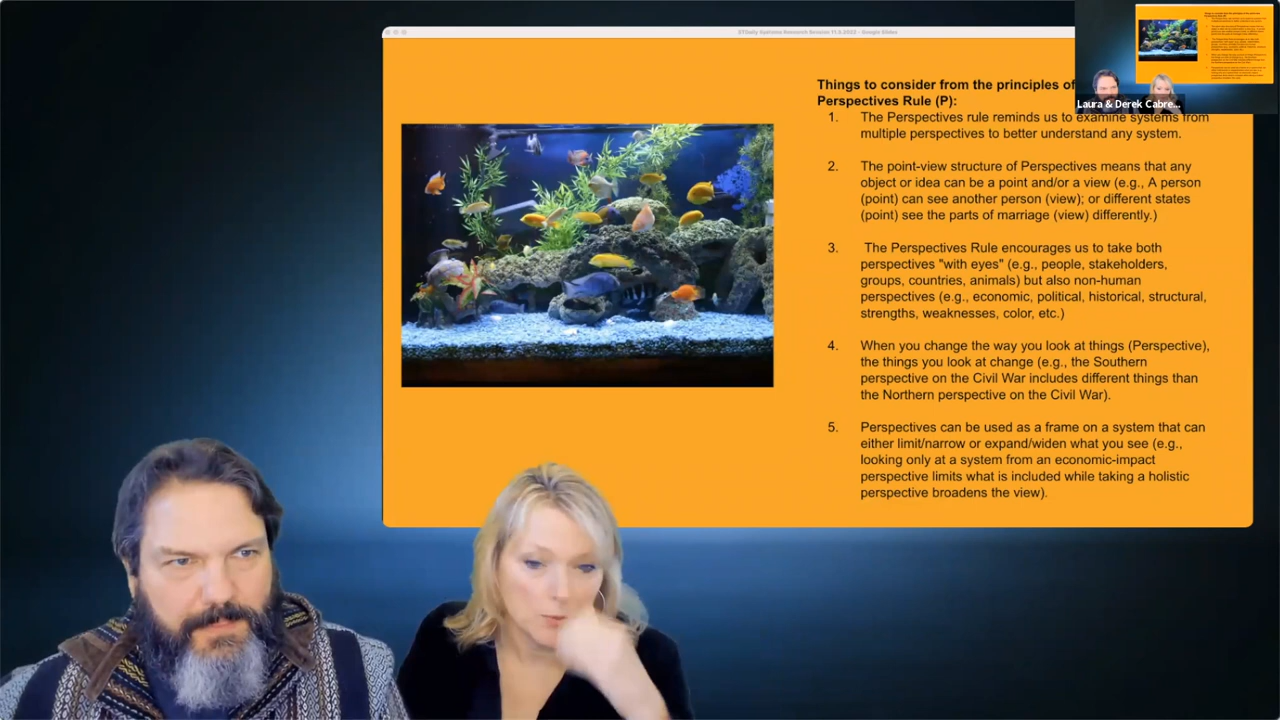 STDaily Systems Research Session 11.5.2022 - Google Slides
Things to consider from the principles of
Perspectives Rule (P):
Laura & Derek Cabre...
1. The Perspectives rule reminds us to examine systems from
multiple perspectives to better understand any system.
2. The point-view structure of Perspectives means that any
object or idea can be a point and/or a view (e.g., A person
(point) can see another person (view); or different states
(point) see the parts of marriage (view) differently.)
3. The Perspectives Rule encourages us to take both
perspectives "with eyes" (e.g., people, stakeholders,
groups, countries, animals) but also non-human
perspectives (e.g., economic, political, historical, structural,
strengths, weaknesses, color, etc.)
4. When you change the way you look at things (Perspective),
the things you look at change (e.g., the Southern
perspective on the Civil War includes different things than
the Northern perspective on the Civil War).
5. Perspectives can be used as a frame on a system that can
either limit/narrow or expand/widen what you see (e.g.,
looking only at a system from an economic-impact
perspective limits what is included while taking a holistic
perspective broadens the view).